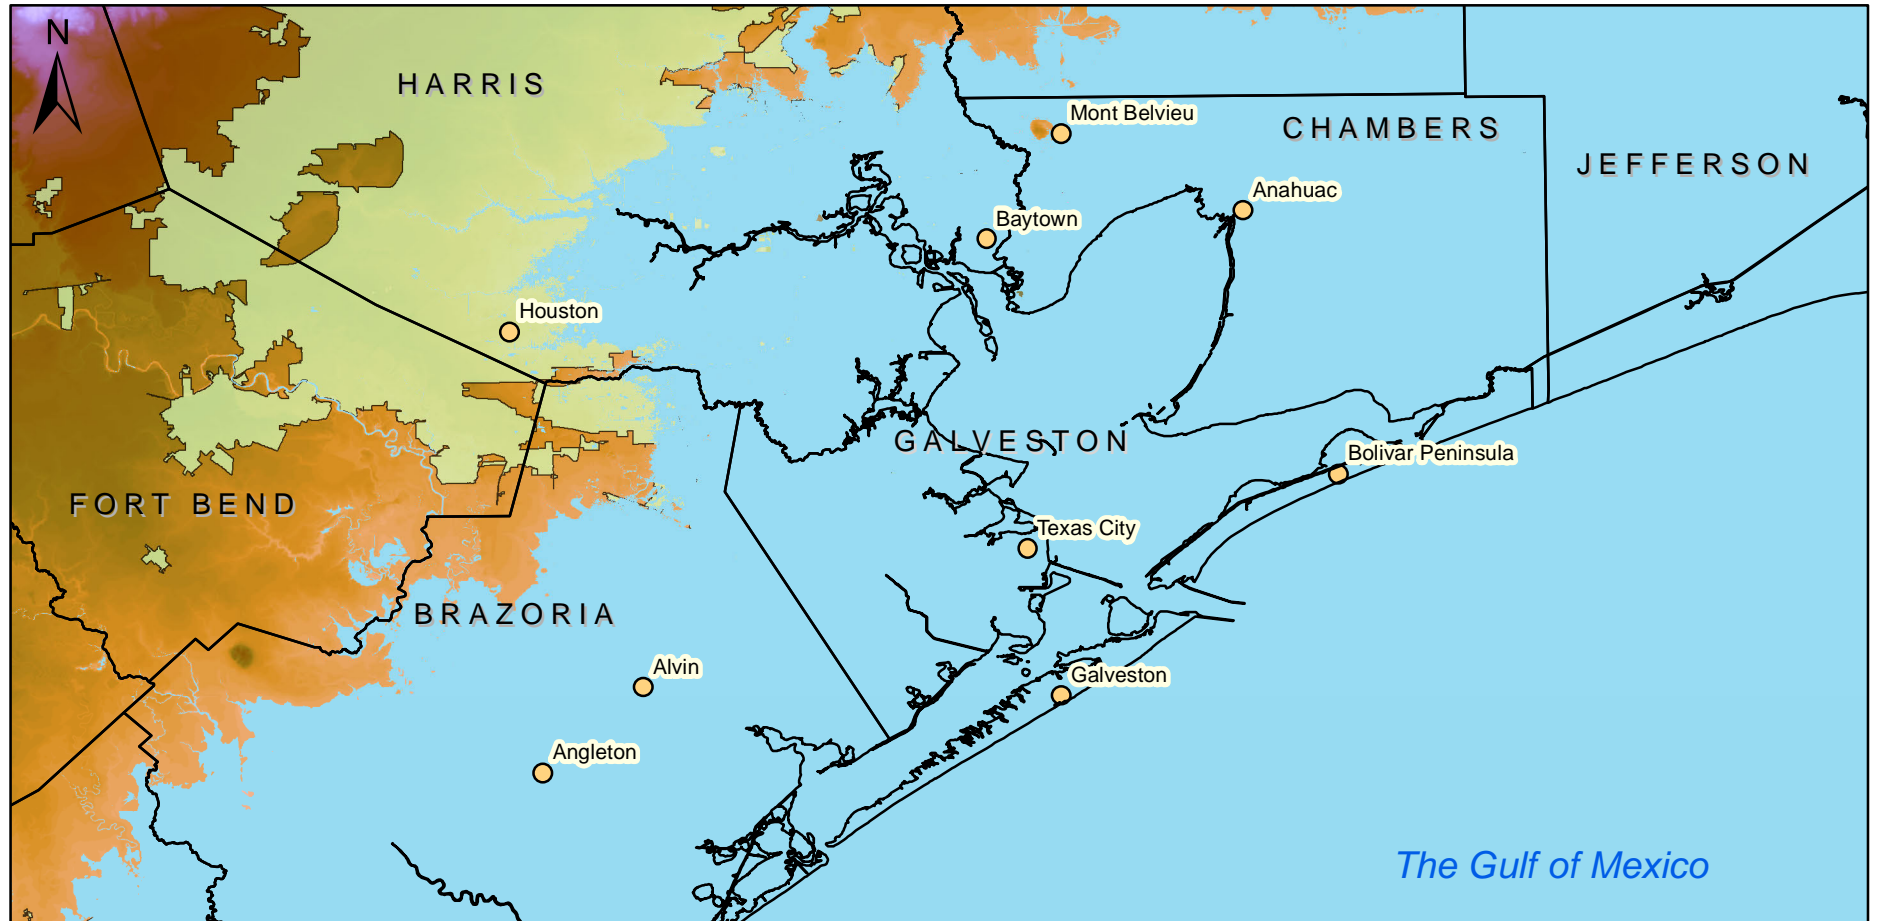 N
HARRIS
Mont Belvieu
CHAMBERS
JEFFERSON
Anahuac
Baytown
Houston
GALVESTON
Bolivar Peninsula
FORT BEND
Texas City
BRAZORIA
Alvin
Galveston
Angleton
The Gulf of Mexico